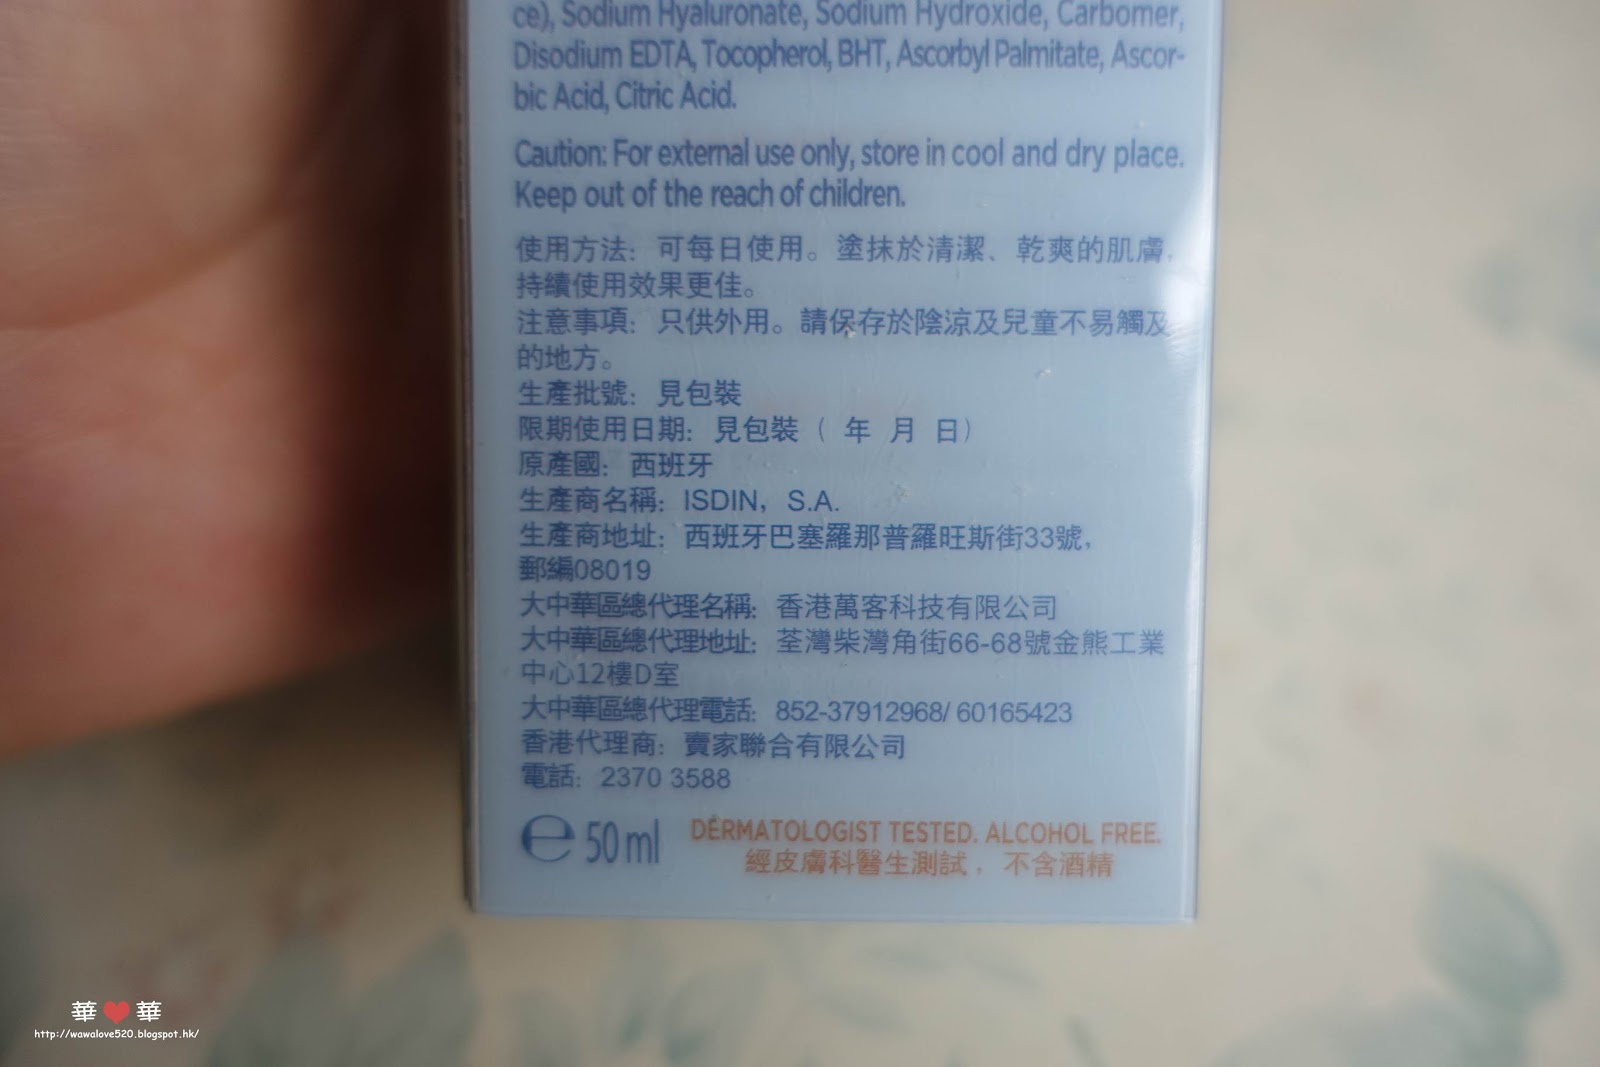 ce), Sodium Hyaluronate, Sodium Hydroxide, Carbomer,
Disodium EDTA, Tocopherol, BHT, Ascorbyl Palmitate, Ascor-
bic Acid, Citric Acid.
Caution: For external use only, store in cool and dry place.
Keep out of the reach of children.
使用方法：可每日使用。塗抹於清潔、乾爽的肌膚，
持續使用效果更佳。
注意事項：只供外用。請保存於陰涼及兒童不易觸及
的地方。
生產批號：見包裝
限期使用日期：見包裝（ 年 月 日）
原產國：西班牙
生產商名稱：ISDIN，S.A.
生產商地址：西班牙巴塞羅那普羅旺斯街33號，
郵編08019
大中華區總代理名稱：香港萬客科技有限公司
大中華區總代理地址：荃灣柴灣角街66-68號金熊工業
中心12樓D室
大中華區總代理電話：852-37912968/ 60165423
香港代理商：賣家聯合有限公司
電話：2370 3588
℮ 50 ml
DERMATOLOGIST TESTED. ALCOHOL FREE.
經皮膚科醫生測試，不含酒精
華❤華
http://wawalove520.blogspot.hk/